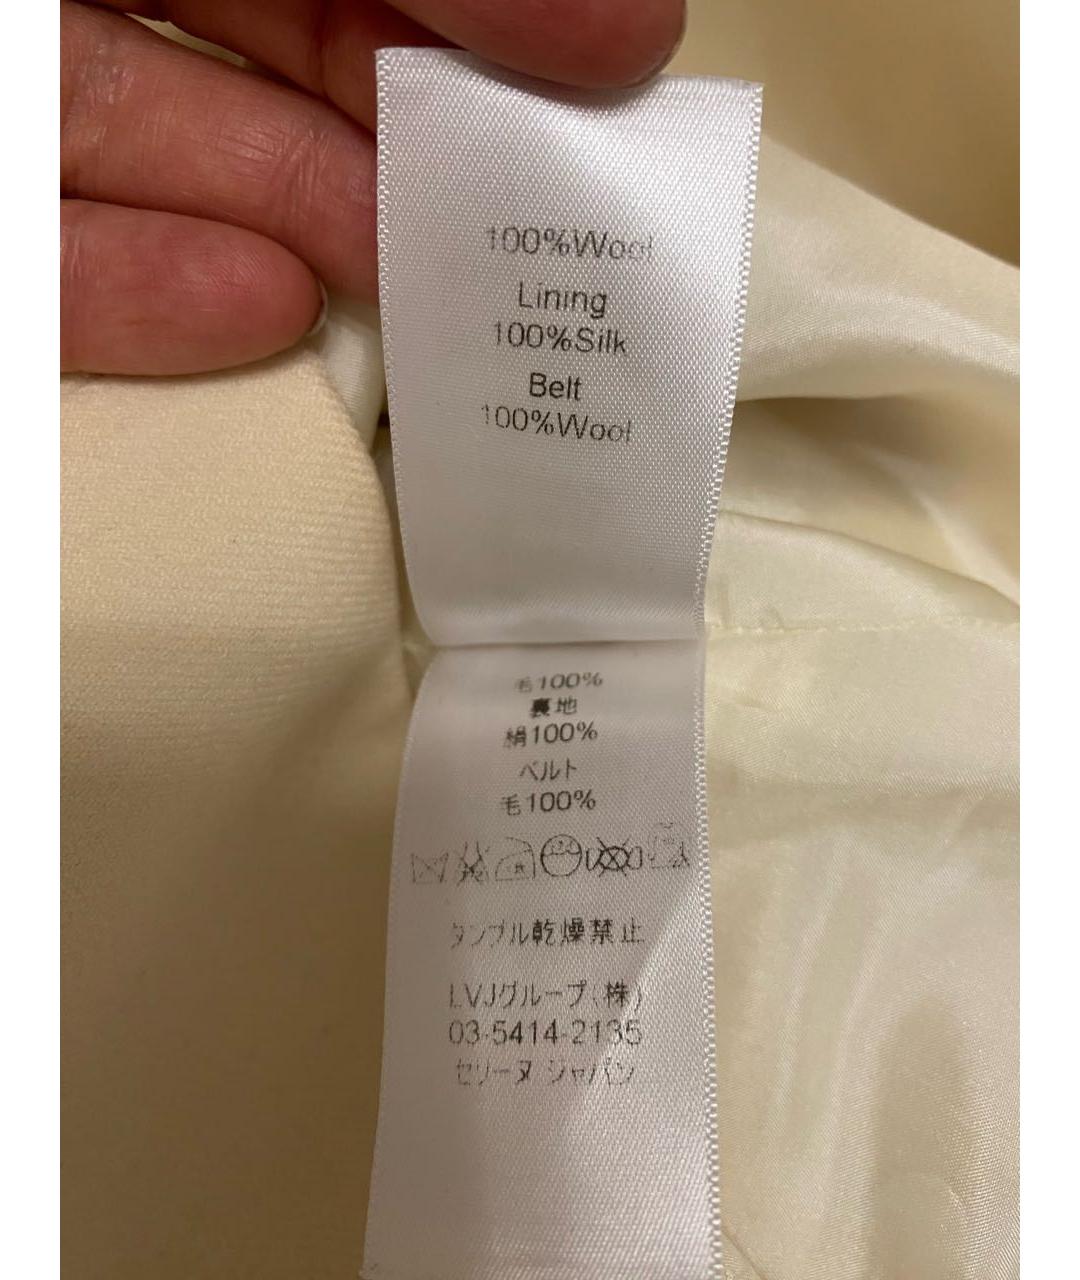 100%Wool
Lining
100%Silk
Belt
100%Wool
毛100%
裏地
絹100%
ベルト
毛100%
タンブル乾燥禁止
LVJグループ(株)
03-5414-2135
セリーヌ ジャパン